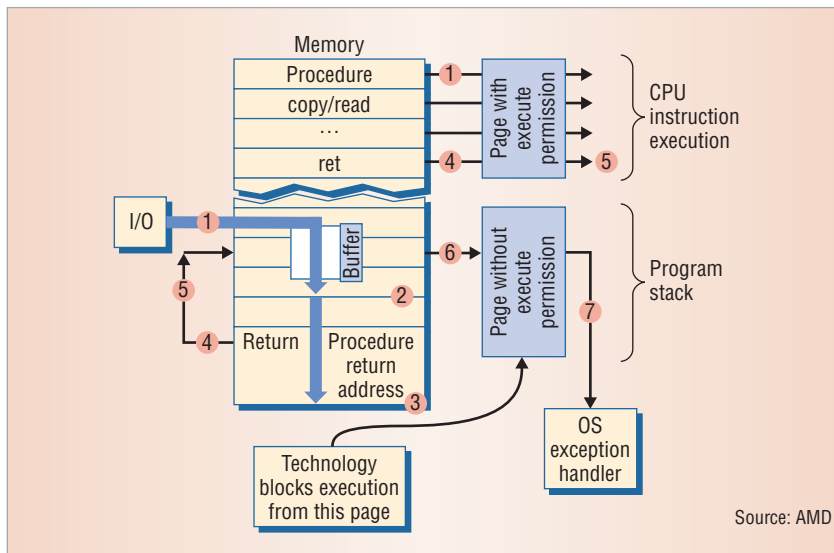 Memory
Procedure
copy/read
...
ret
1
4
Page with
execute
permission
5
CPU
instruction
execution
I/O
1
Buffer
2
5
4
Return
Procedure
return
address
3
6
Page without
execute
permission
7
Program
stack
Technology
blocks execution
from this page
OS
exception
handler
Source: AMD